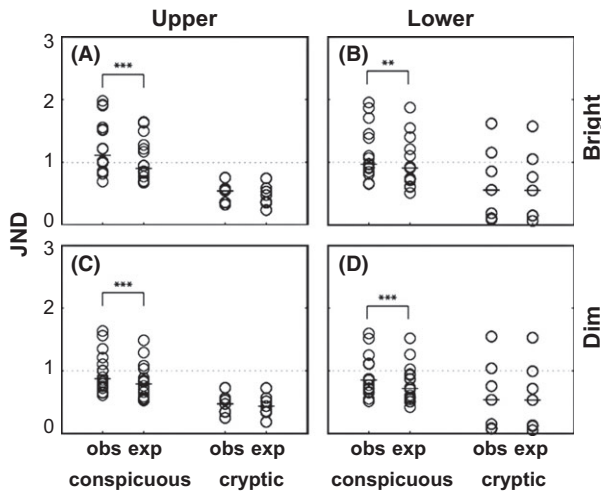 Upper Lower
(A) (B)
3
*** **
2
1
0
Bright
JND
(C) (D)
3
*** ***
2
1
0
Dim
obs exp obs exp obs exp obs exp
conspicuous cryptic conspicuous cryptic